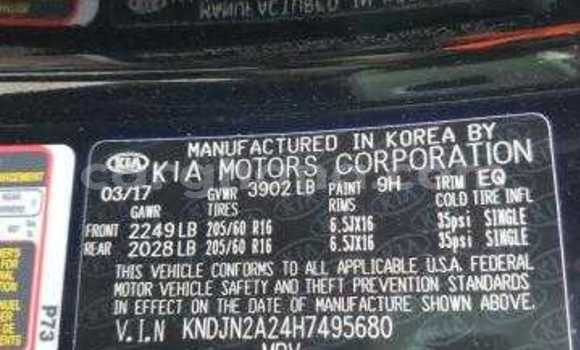 MANUFACTURED IN KOREA BY
KIA KIA MOTORS CORPORATION
03/17 GVWR 3902 LB PAINT 9H TRIM EQ
GAWR TIRES RIMS COLD TIRE INFL
FRONT 2249 LB 205/60 R16 6.5JX16 35psi SINGLE
REAR 2028 LB 205/60 R16 6.5JX16 35psi SINGLE
THIS VEHICLE CONFORMS TO ALL APPLICABLE U.S.A. FEDERAL
MOTOR VEHICLE SAFETY AND THEFT PREVENTION STANDARDS
IN EFFECT ON THE DATE OF MANUFACTURE SHOWN ABOVE.
V.I.N KNDJN2A24H7495680
MPV
P73